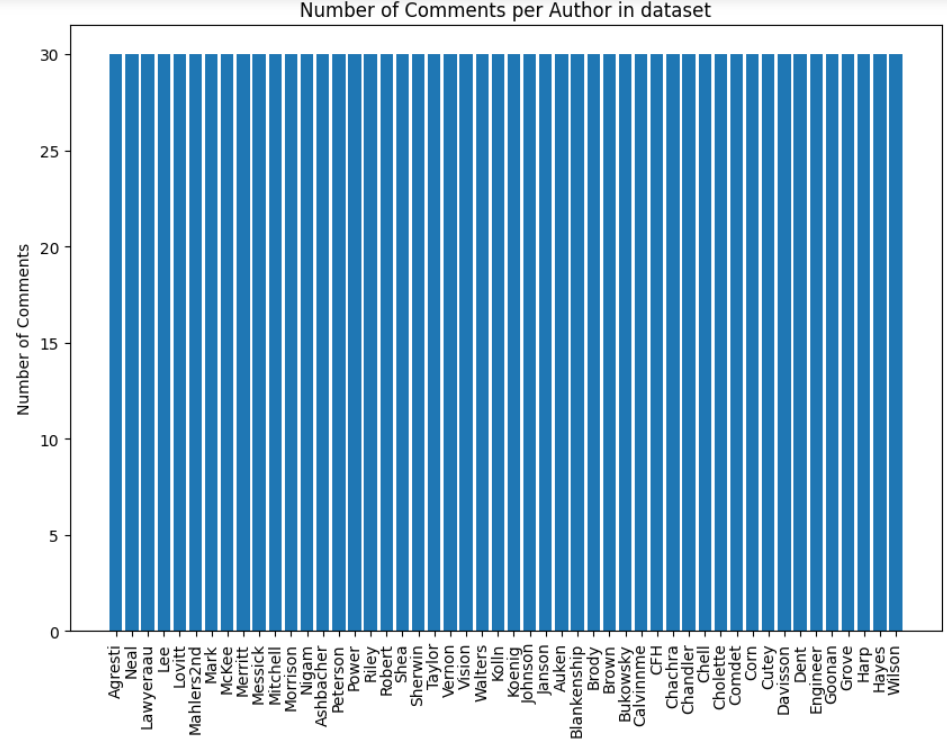 Number of Comments per Author in dataset
Number of Comments
30
25
20
15
10
5
0
Agresti
Neal
Lawyeraau
Lee
Lovitt
Mahlers2nd
Mark
McKee
Merritt
Messick
Mitchell
Morrison
Nigam
Ashbacher
Peterson
Power
Riley
Robert
Shea
Sherwin
Taylor
Vernon
Vision
Walters
Kolln
Koenig
Johnson
Janson
Auken
Blankenship
Brody
Brown
Bukowsky
Calvinnme
CFH
Chachra
Chandler
Chell
Cholette
Comdet
Corn
Cutey
Davisson
Dent
Engineer
Goonan
Grove
Harp
Hayes
Wilson